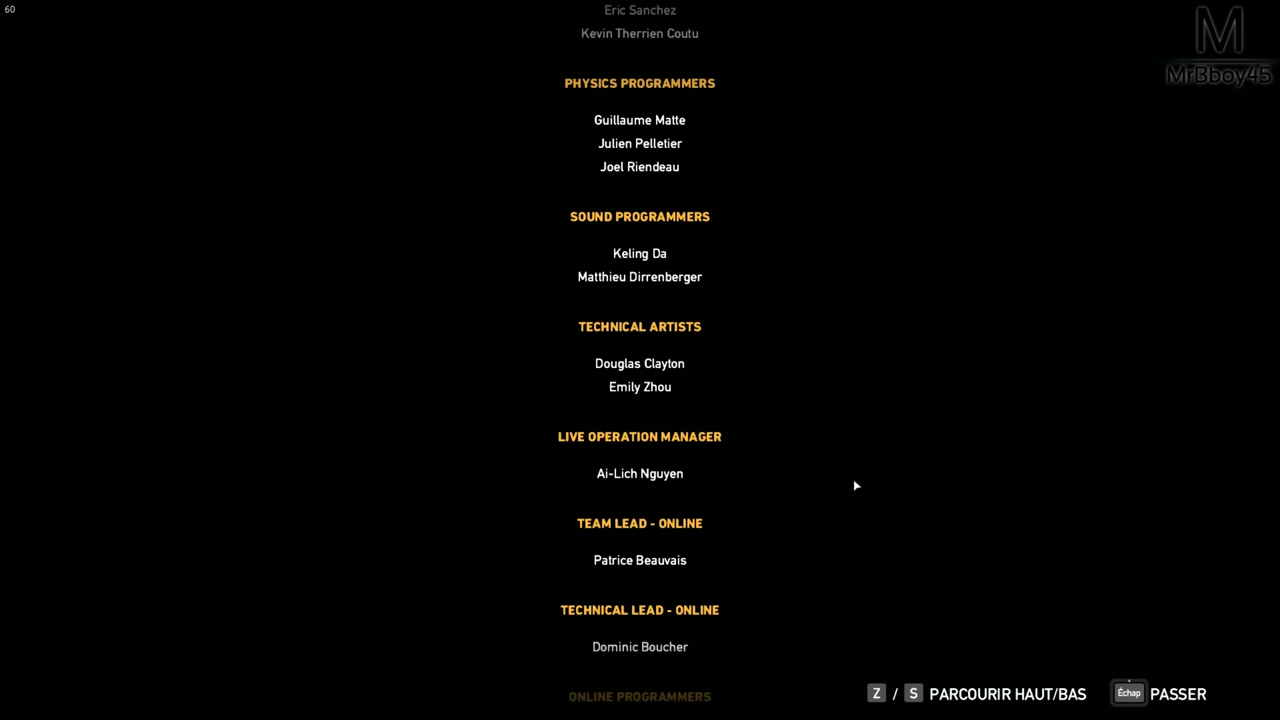 60
Eric Sanchez
Kevin Therrien Coutu
M
MrBboy45
PHYSICS PROGRAMMERS
Guillaume Matte
Julien Pelletier
Joel Riendeau
SOUND PROGRAMMERS
Keling Da
Matthieu Dirrenberger
TECHNICAL ARTISTS
Douglas Clayton
Emily Zhou
LIVE OPERATION MANAGER
Ai-Lich Nguyen
TEAM LEAD - ONLINE
Patrice Beauvais
TECHNICAL LEAD - ONLINE
Dominic Boucher
ONLINE PROGRAMMERS
Z / S PARCOURIR HAUT/BAS Échap PASSER